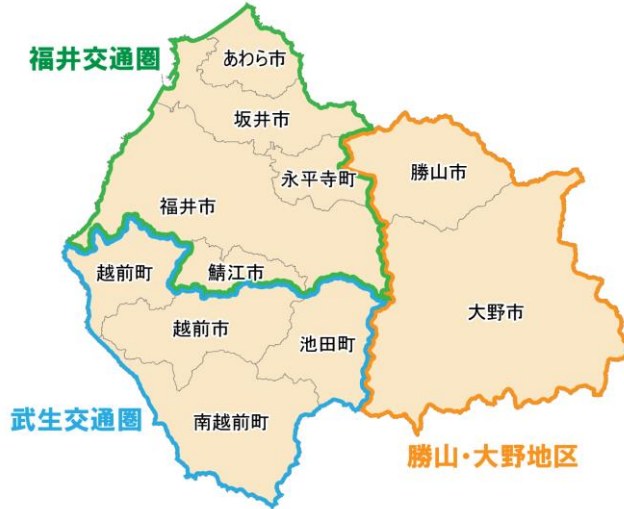 福井交通圏
あわら市
坂井市
永平寺町
勝山市
福井市
越前町
鯖江市
越前市
池田町
大野市
武生交通圏
南越前町
勝山・大野地区